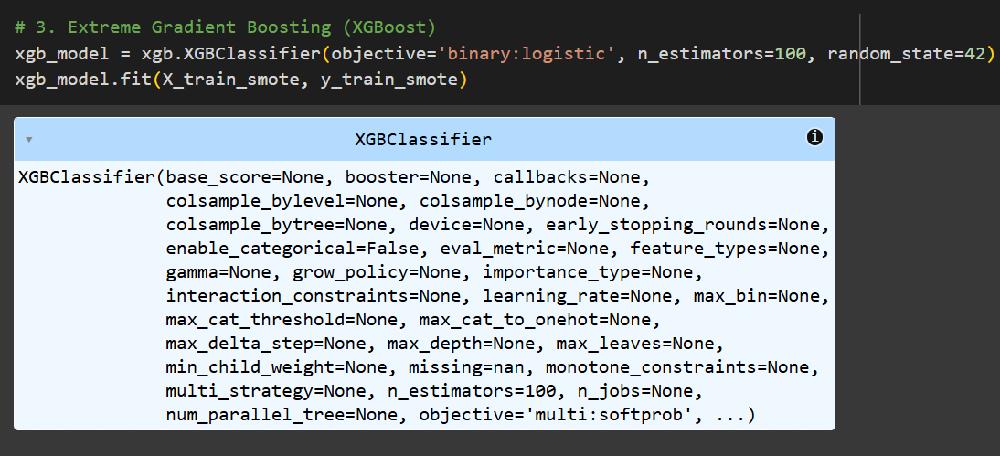 # 3. Extreme Gradient Boosting (XGBoost)
xgb_model = xgb.XGBClassifier(objective='binary:logistic', n_estimators=100, random_state=42)
xgb_model.fit(X_train_smote, y_train_smote)
XGBClassifier
XGBClassifier(base_score=None, booster=None, callbacks=None,
colsample_bylevel=None, colsample_bynode=None,
colsample_bytree=None, device=None, early_stopping_rounds=None,
enable_categorical=False, eval_metric=None, feature_types=None,
gamma=None, grow_policy=None, importance_type=None,
interaction_constraints=None, learning_rate=None, max_bin=None,
max_cat_threshold=None, max_cat_to_onehot=None,
max_delta_step=None, max_depth=None, max_leaves=None,
min_child_weight=None, missing=nan, monotone_constraints=None,
multi_strategy=None, n_estimators=100, n_jobs=None,
num_parallel_tree=None, objective='multi:softprob', ...)